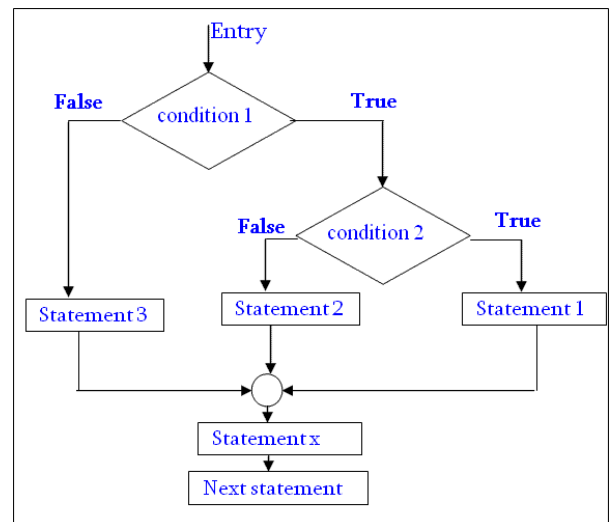 Entry
False
True
condition 1
False
True
condition 2
Statement 3
Statement 2
Statement 1
Statement x
Next statement